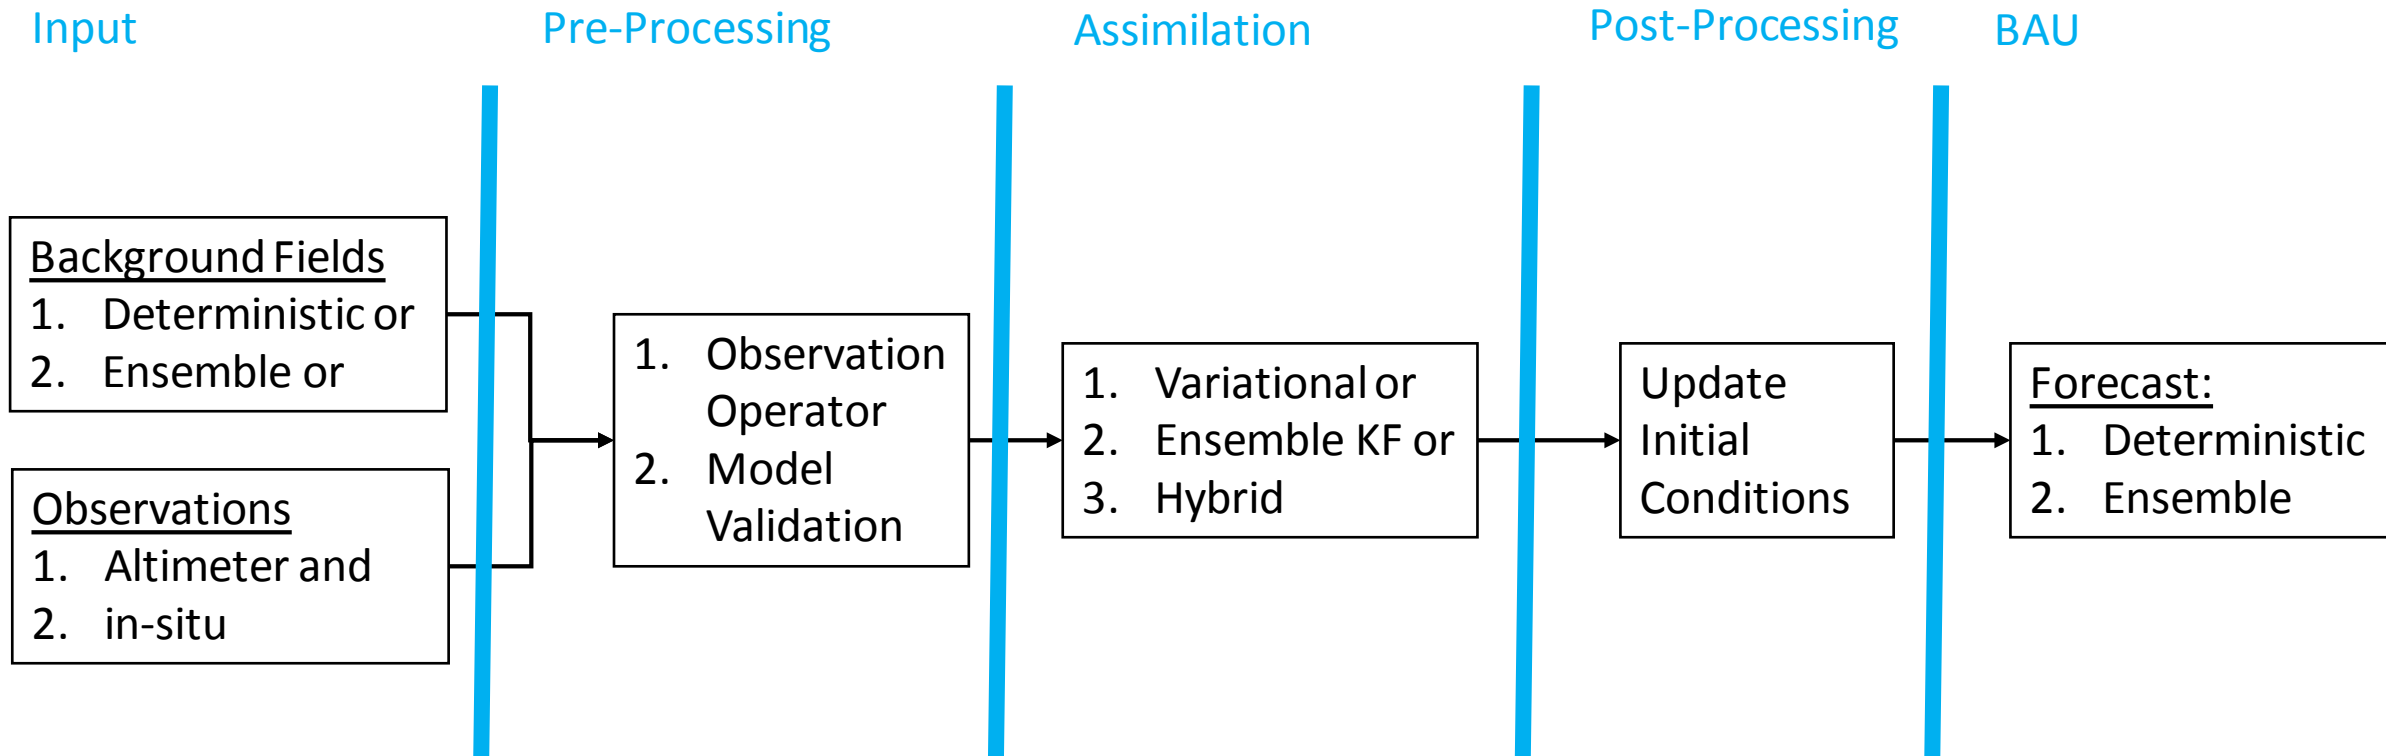 Input
Pre-Processing
Assimilation
Post-Processing
BAU
Background Fields
1. Deterministic or
2. Ensemble or
Observations
1. Altimeter and
2. in-situ
1. Observation
Operator
2. Model
Validation
1. Variational or
2. Ensemble KF or
3. Hybrid
Update
Initial
Conditions
Forecast:
1. Deterministic
2. Ensemble